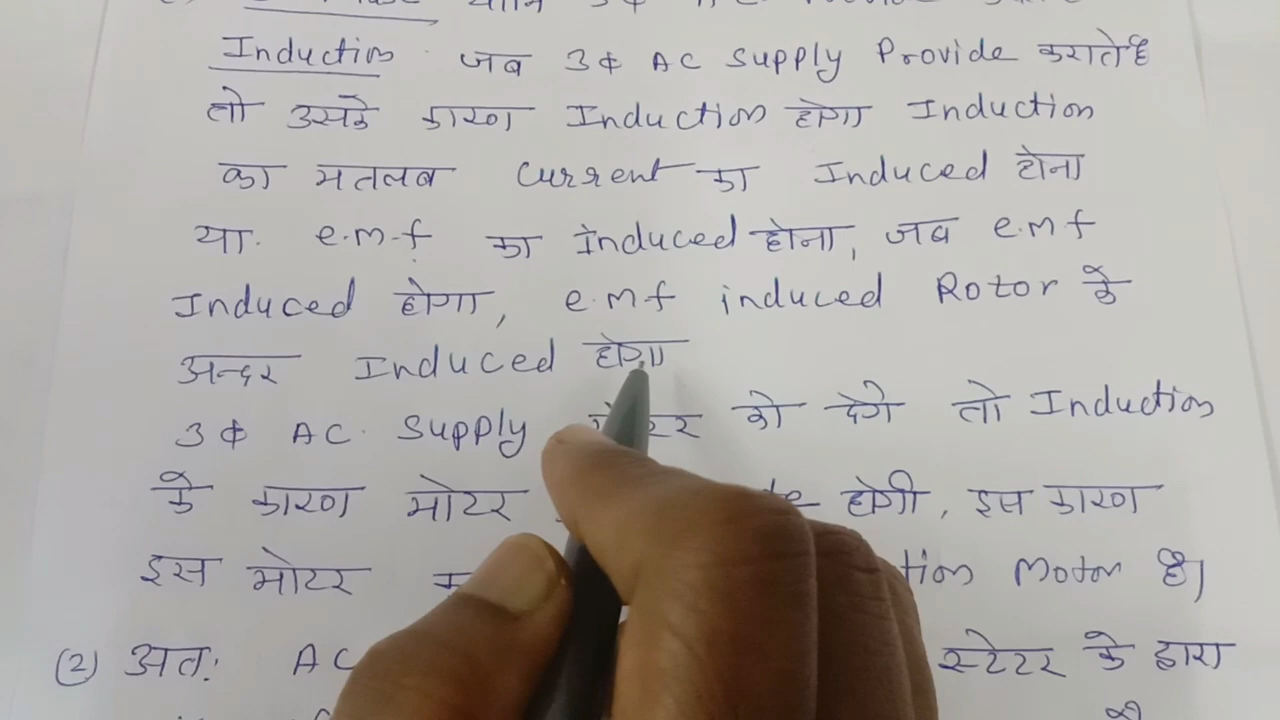 यानि 3ϕ
Induction जब 3ϕ AC Supply Provide कराते है
तो उसके कारण Induction होगा Induction
का मतलब Current का Induced होना
या e.m.f का Induced होना, जब e.m.f
Induced होगा, e.m.f induced Rotor के
अन्दर Induced होगा
3ϕ AC Supply को देगे तो Induction
के कारण मोटर होगी, इस कारण
इस मोटर Motor है।
(2) अतः AC स्टेटर के द्वारा